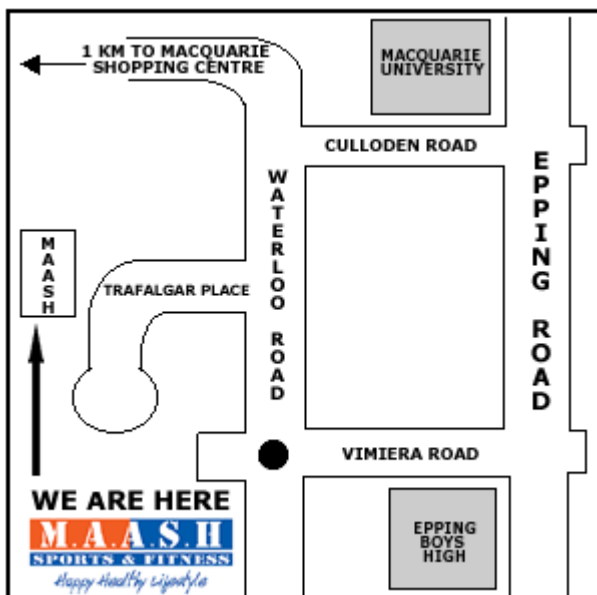 1 KM TO MACQUARIE
SHOPPING CENTRE
MACQUARIE
UNIVERSITY
CULLODEN ROAD
WATERLOO ROAD
EPPING ROAD
MAASH
TRAFALGAR PLACE
VIMIERA ROAD
WE ARE HERE
M.A.A.S.H
SPORTS & FITNESS
Happy Healthy Lifestyle
EPPING
BOYS
HIGH